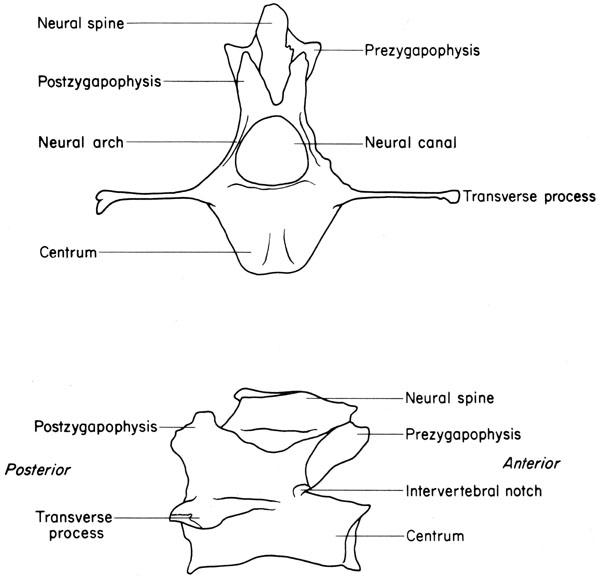 Neural spine
Prezygapophysis
Postzygapophysis
Neural arch
Neural canal
Transverse process
Centrum
Neural spine
Postzygapophysis
Prezygapophysis
Posterior
Anterior
Intervertebral notch
Transverse
process
Centrum